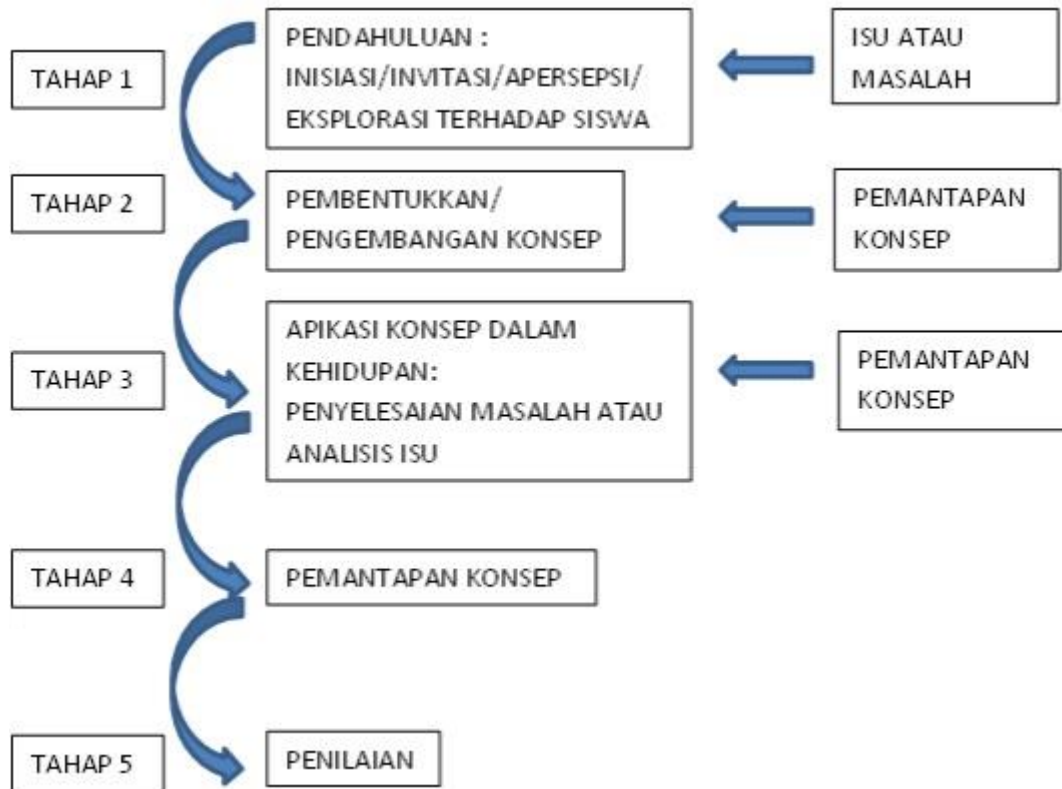 TAHAP 1
PENDAHULUAN :
INISIASI/INVITASI/APERSEPSI/
EKSPLORASI TERHADAP SISWA
ISU ATAU
MASALAH
TAHAP 2
PEMBENTUKKAN/
PENGEMBANGAN KONSEP
PEMANTAPAN
KONSEP
TAHAP 3
APIKASI KONSEP DALAM
KEHIDUPAN:
PENYELESAIAN MASALAH ATAU
ANALISIS ISU
PEMANTAPAN
KONSEP
TAHAP 4
PEMANTAPAN KONSEP
TAHAP 5
PENILAIAN